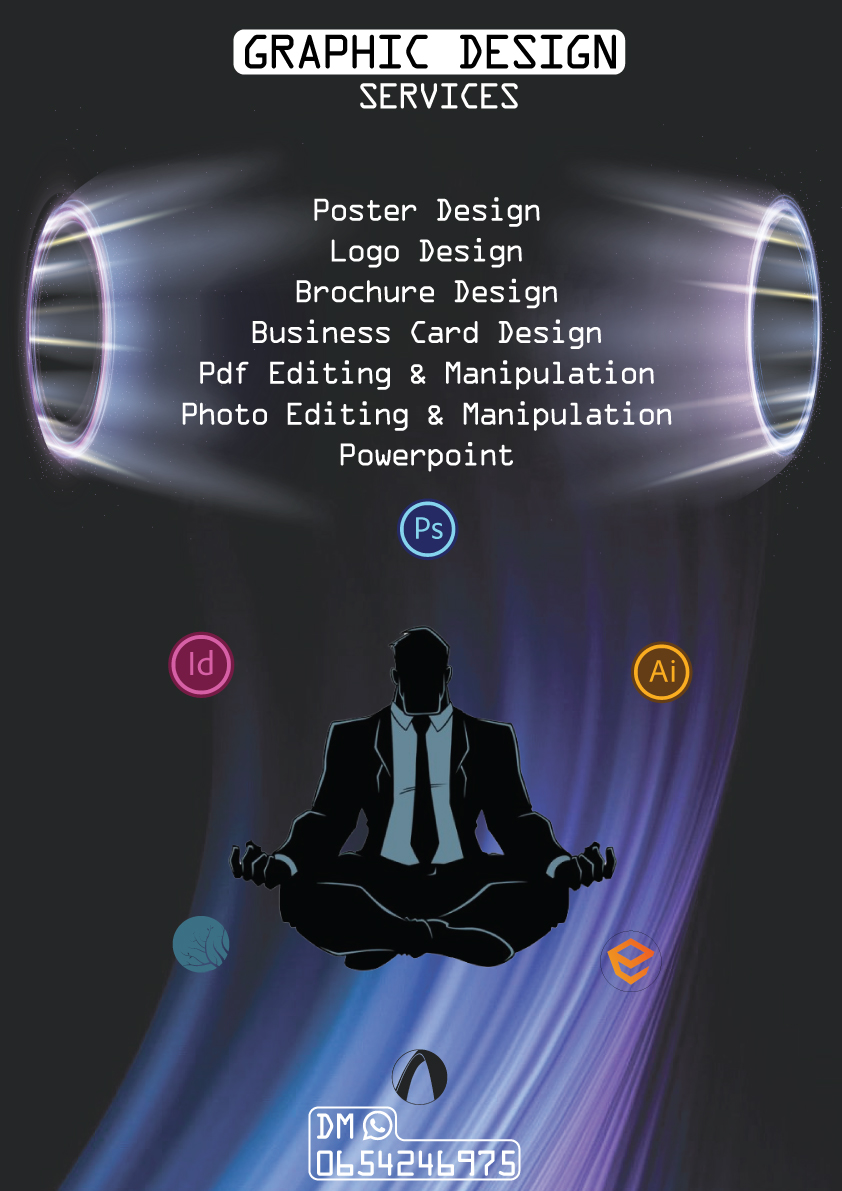 GRAPHIC DESIGN
SERVICES
Poster Design
Logo Design
Brochure Design
Business Card Design
Pdf Editing & Manipulation
Photo Editing & Manipulation
Powerpoint
Ps
Id
Ai
DM
0654246975